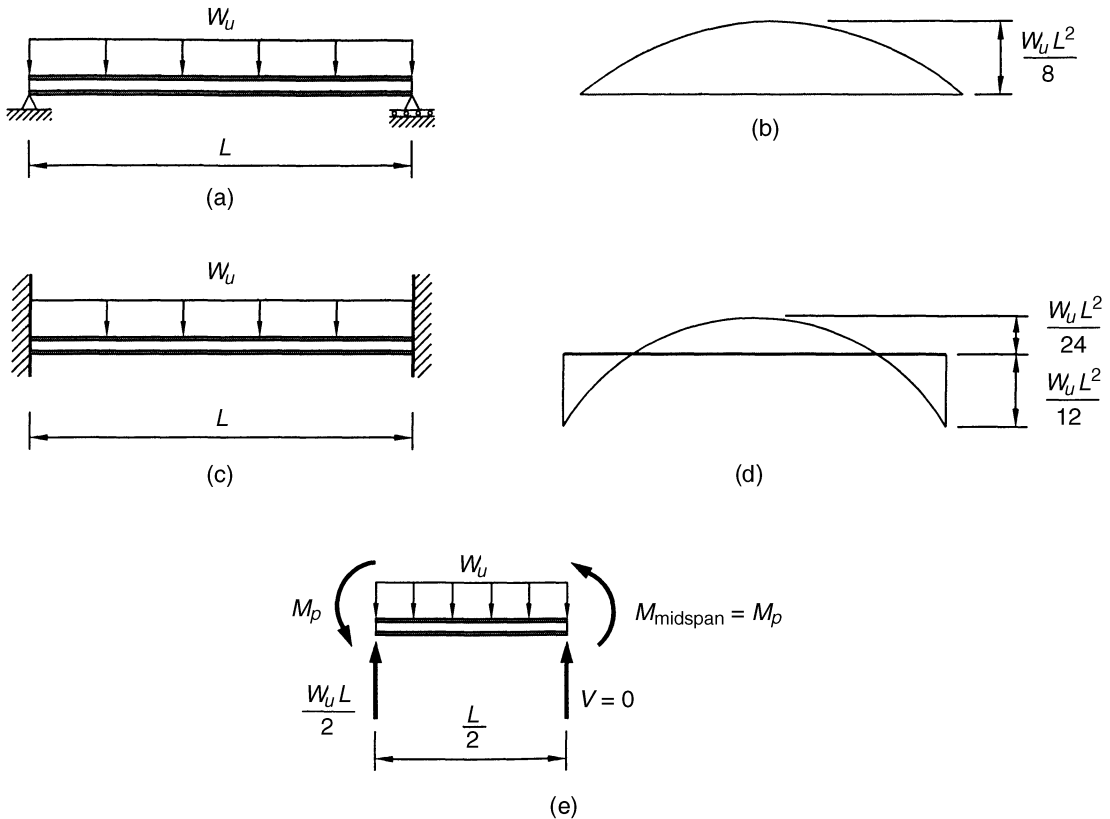 W_u
L
(a)
W_u L^2
8
(b)
W_u
L
(c)
W_u L^2
24
W_u L^2
12
(d)
W_u
M_p
M_midspan = M_p
W_u L
2
V = 0
L
2
(e)